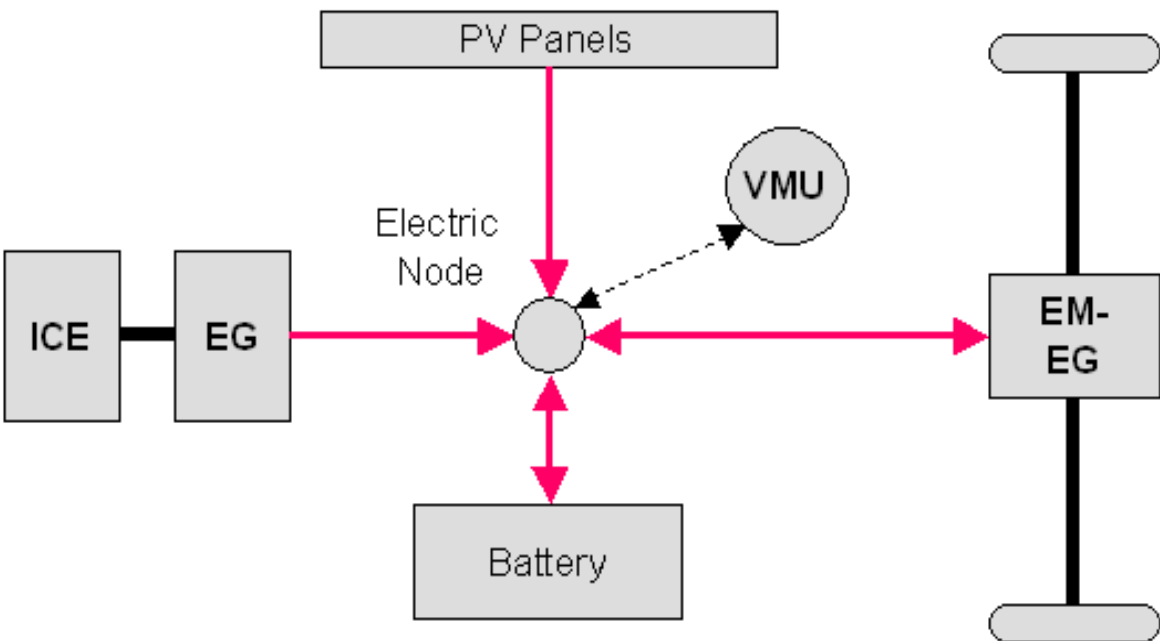 PV Panels
VMU
Electric
Node
ICE
EG
EM-
EG
Battery